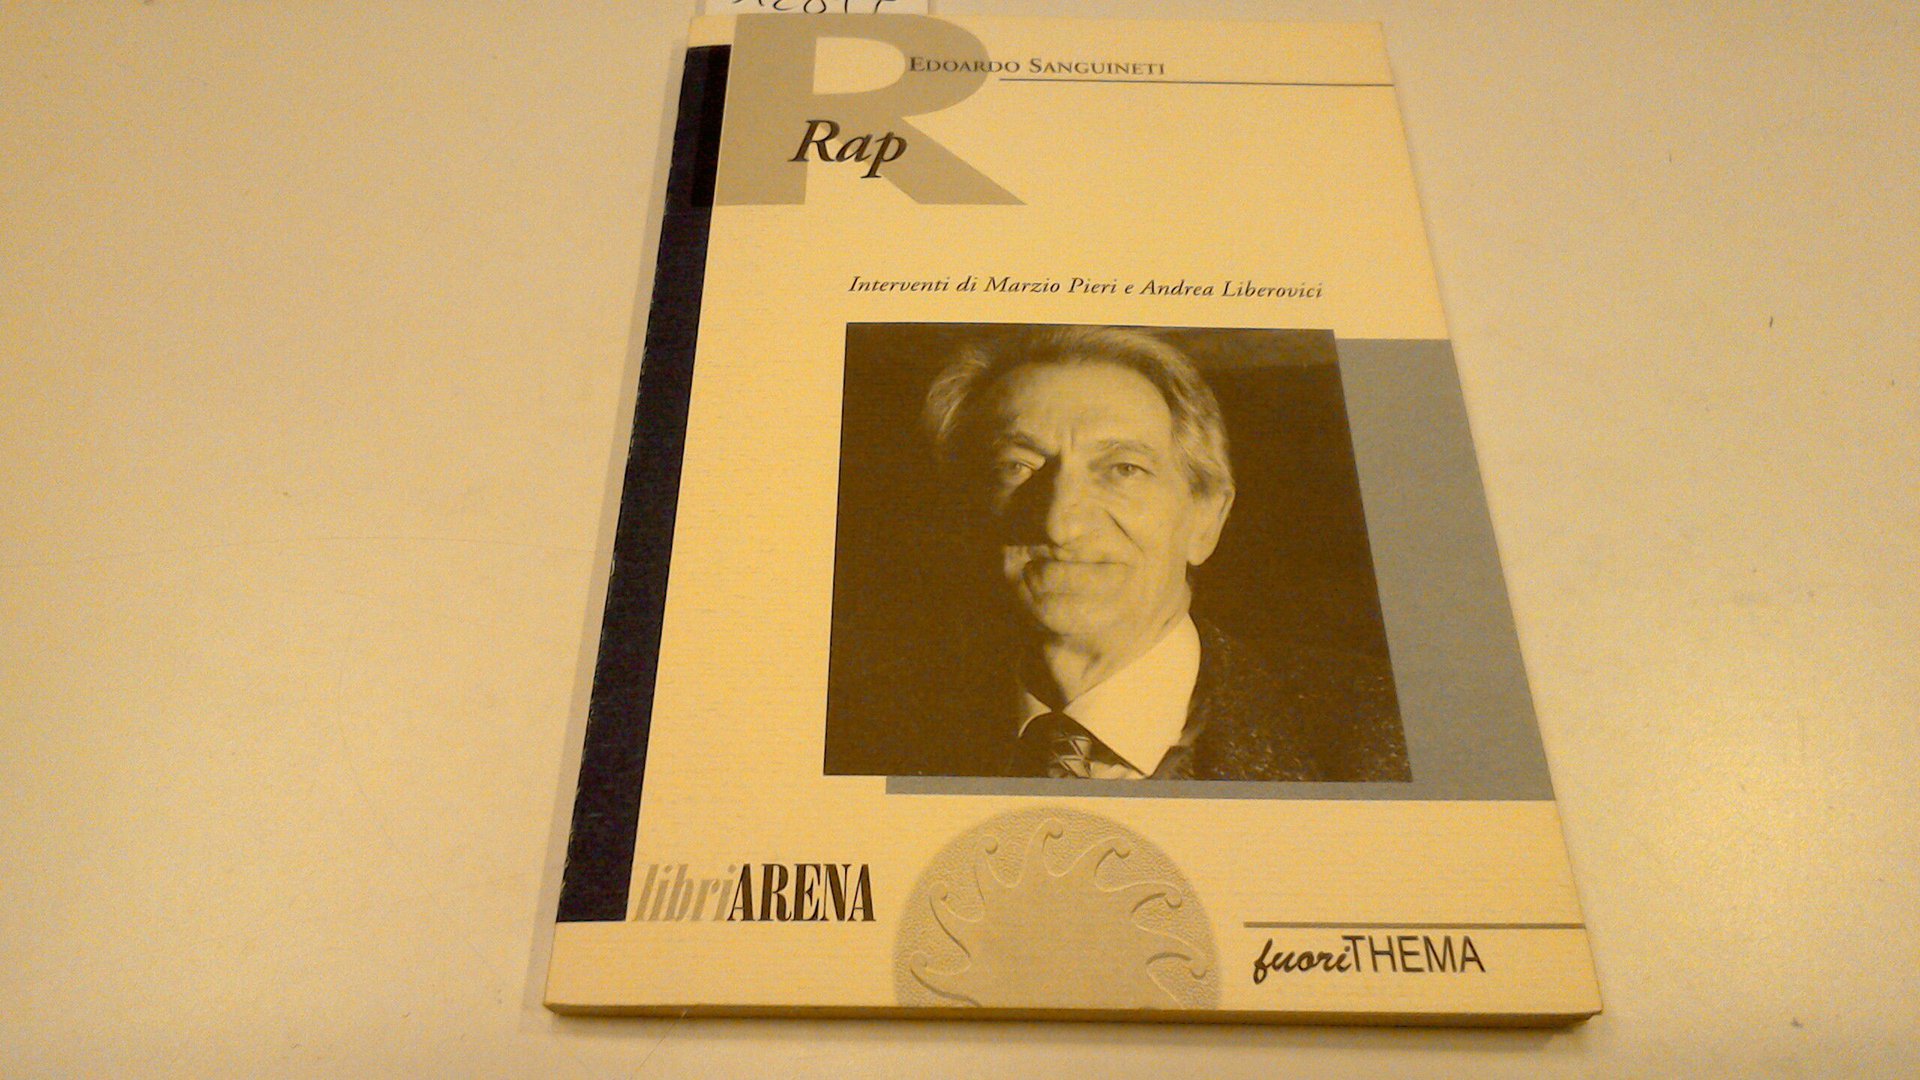 R
EDOARDO SANGUINETI
Rap
Interventi di Marzio Pieri e Andrea Liberovici
libriARENA
fuoriTHEMA